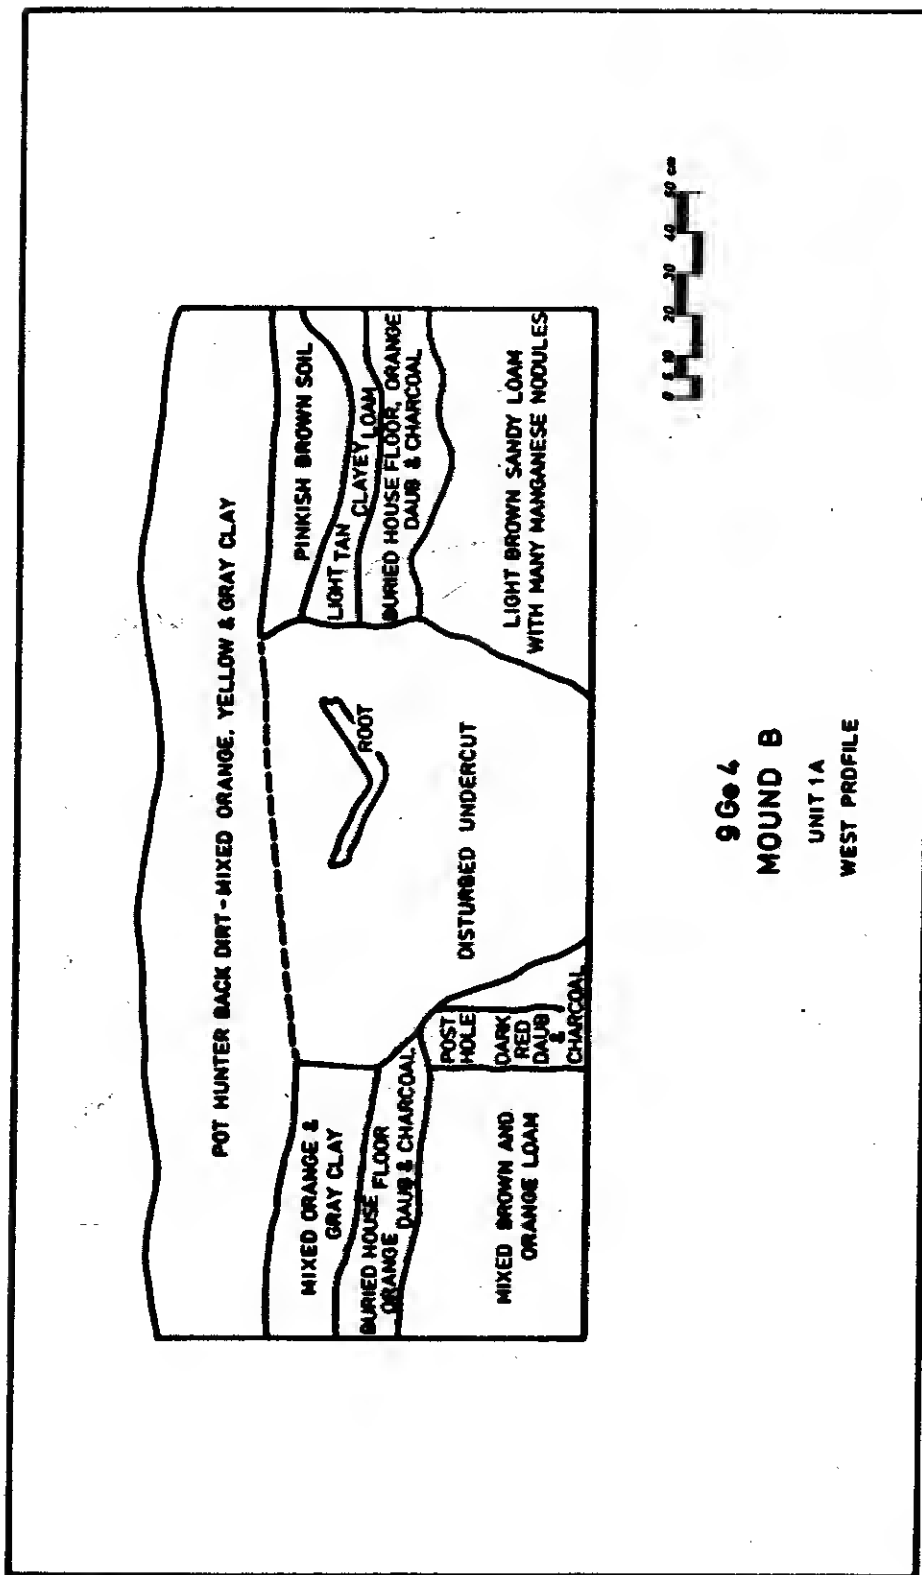 POT HUNTER BACK DIRT-MIXED ORANGE, YELLOW & GRAY CLAY
MIXED ORANGE &
GRAY CLAY
BURIED HOUSE FLOOR
ORANGE DAUB & CHARCOAL
MIXED BROWN AND
ORANGE LOAM
POST
HOLE
DARK
RED
DAUB
&
CHARCOAL
ROOT
DISTURBED UNDERCUT
PINKISH BROWN SOIL
LIGHT TAN CLAYEY LOAM
BURIED HOUSE FLOOR, ORANGE
DAUB & CHARCOAL
LIGHT BROWN SANDY LOAM
WITH MANY MANGANESE NODULES
0 5 10 20 30 40 50 cm
9 Ge 4
MOUND B
UNIT 1A
WEST PROFILE